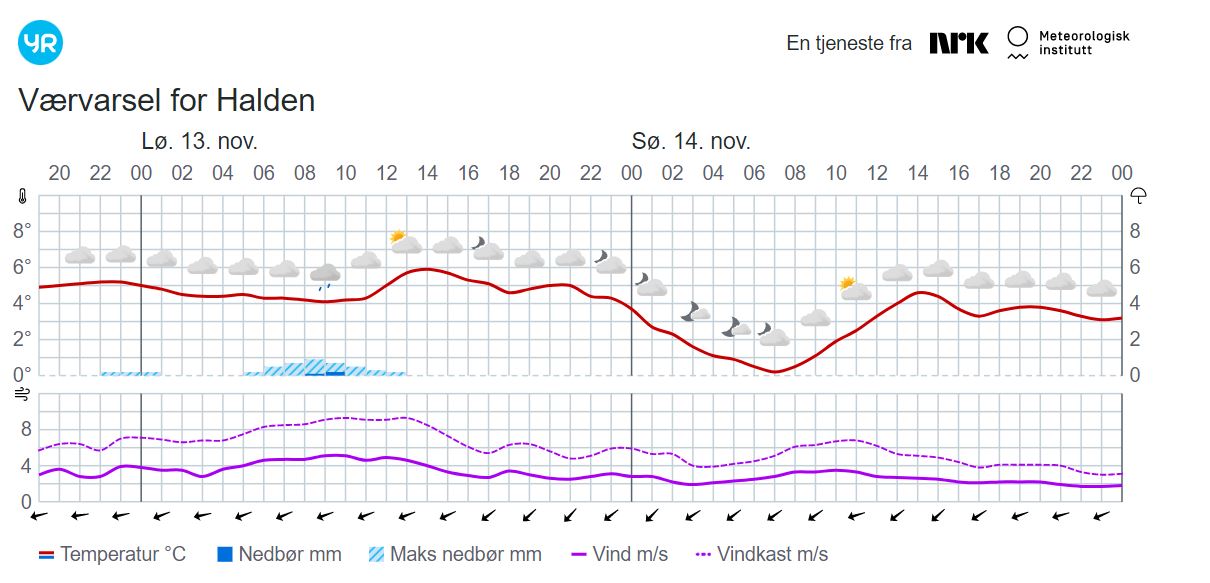 YR
En tjeneste fra NRK Meteorologisk
institutt
Værvarsel for Halden
Lø. 13. nov. Sø. 14. nov.
20 22 00 02 04 06 08 10 12 14 16 18 20 22 00 02 04 06 08 10 12 14 16 18 20 22 00
8° 8
6° 6
4° 4
2° 2
0° 0
8
4
0
Temperatur °C Nedbør mm Maks nedbør mm Vind m/s Vindkast m/s